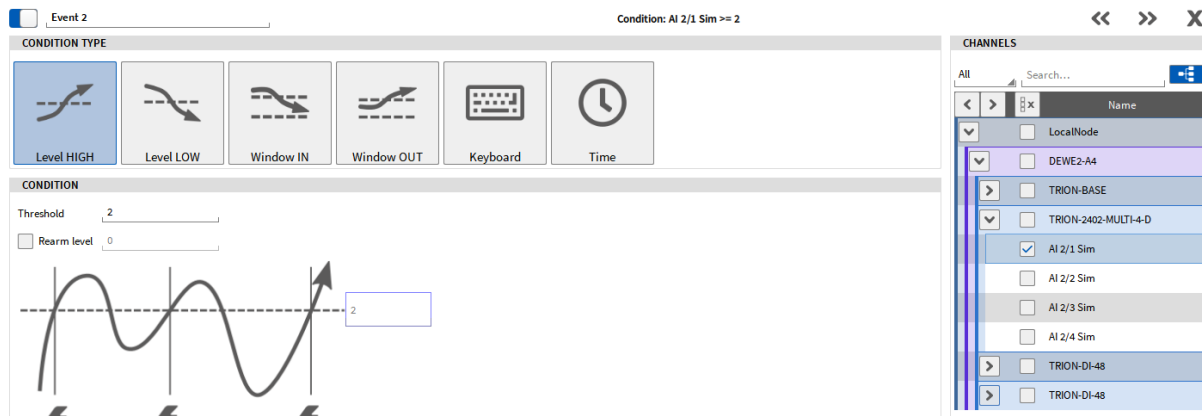 Event 2
Condition: AI 2/1 Sim >= 2
CONDITION TYPE
Level HIGH
Level LOW
Window IN
Window OUT
Keyboard
Time
CONDITION
Threshold 2
Rearm level 0
2
CHANNELS
All Search...
Name
LocalNode
DEWE2-A4
TRION-BASE
TRION-2402-MULTI-4-D
AI 2/1 Sim
AI 2/2 Sim
AI 2/3 Sim
AI 2/4 Sim
TRION-DI-48
TRION-DI-48